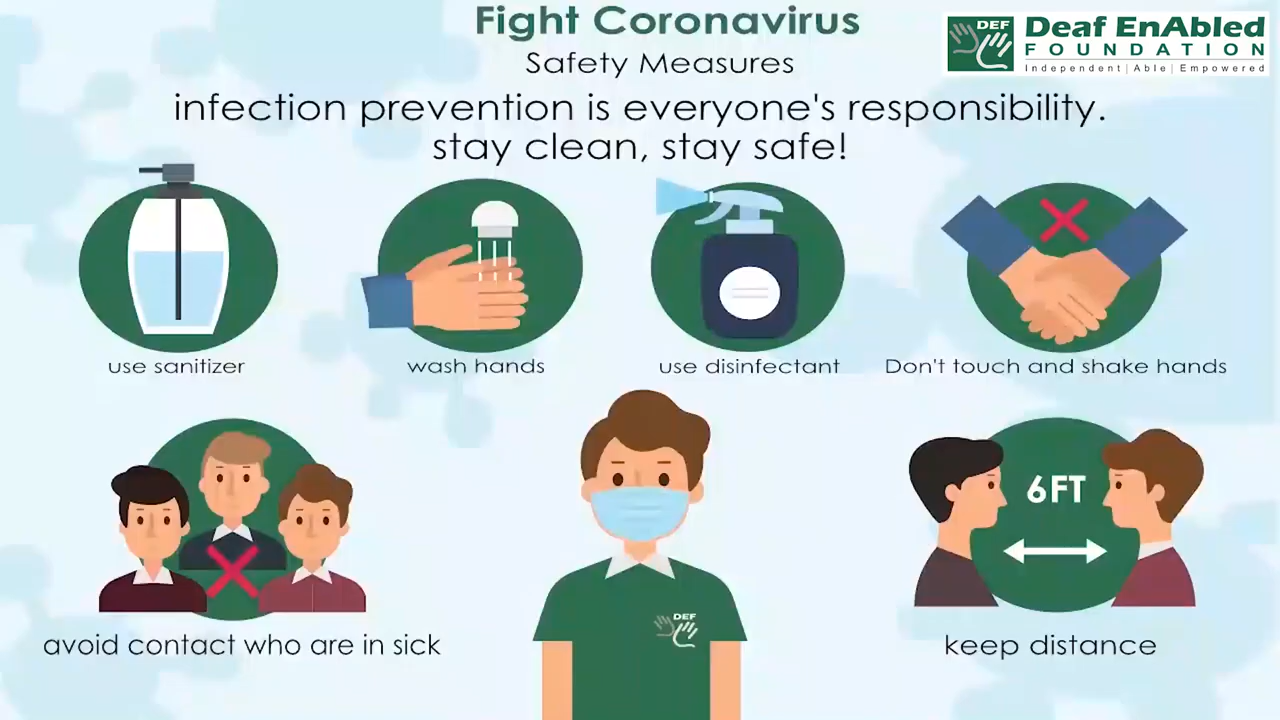 Fight Coronavirus
Safety Measures
DEF
Deaf EnAbled
FOUNDATION
Independent | Able | Empowered
infection prevention is everyone's responsibility.
stay clean, stay safe!
use sanitizer
wash hands
use disinfectant
Don't touch and shake hands
6FT
DEF
avoid contact who are in sick
keep distance